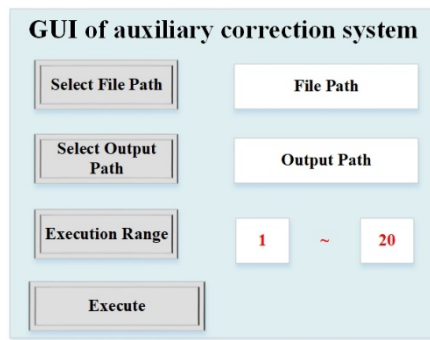 GUI of auxiliary correction system
Select File Path
File Path
Select Output
Path
Output Path
Execution Range
1 ~ 20
Execute